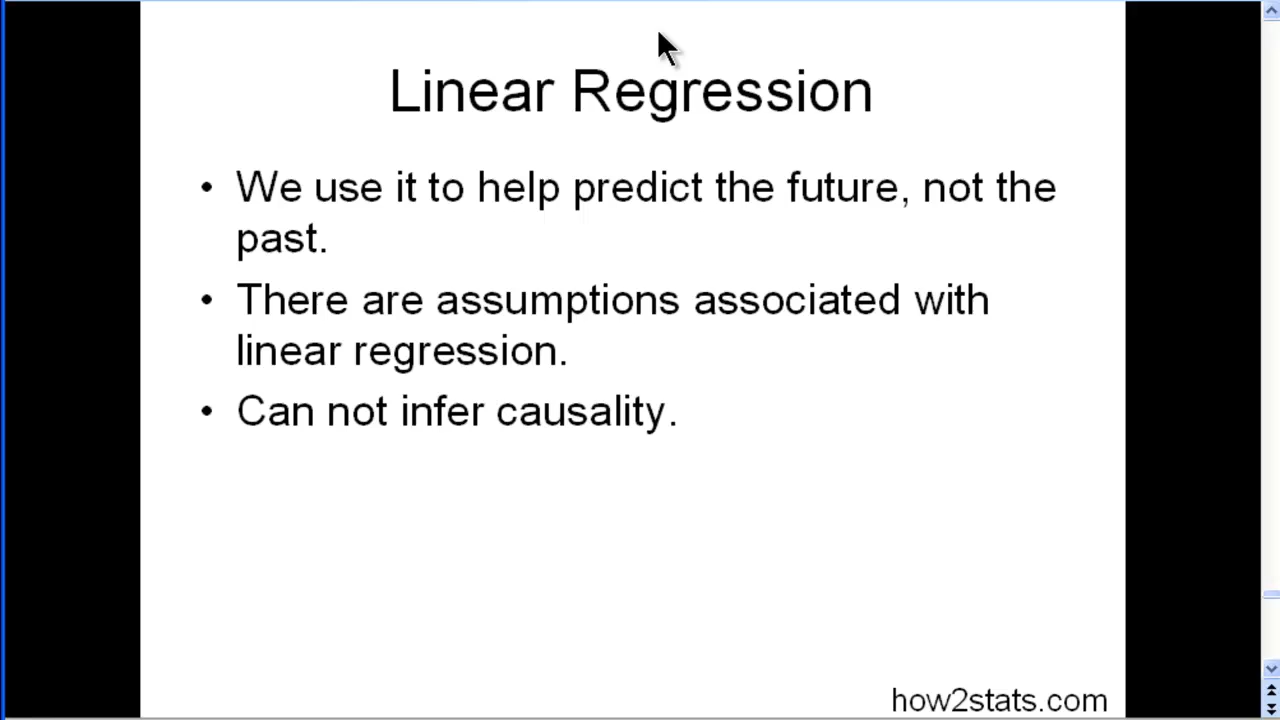 Linear Regression
• We use it to help predict the future, not the
past.
• There are assumptions associated with
linear regression.
• Can not infer causality.
how2stats.com